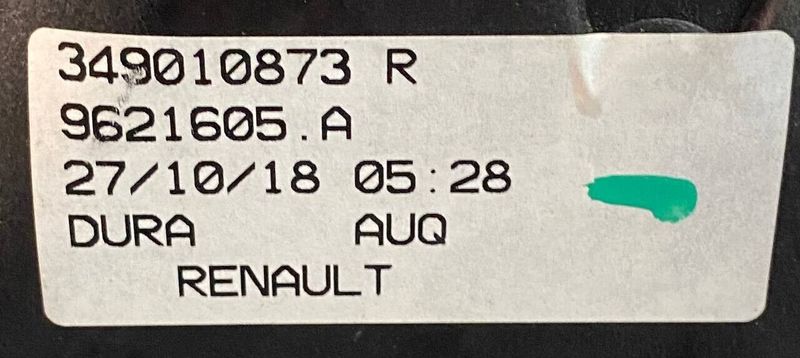 349010873 R
9621605.A
27/10/18 05:28
DURA AUQ
RENAULT